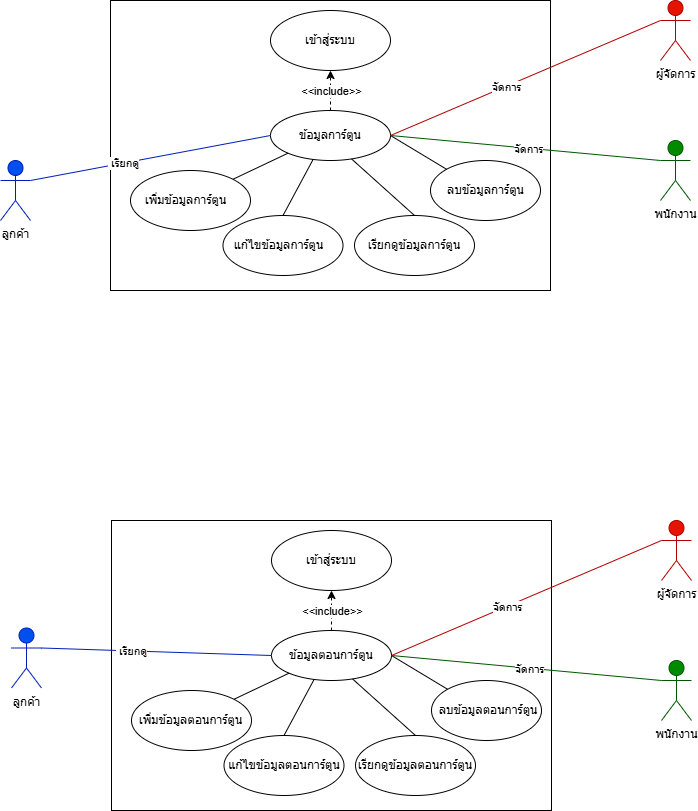 เข้าสู่ระบบ
ผู้จัดการ
จัดการ
<<include>>
ข้อมูลการ์ตูน
จัดการ
เรียกดู
ลบข้อมูลการ์ตูน
เพิ่มข้อมูลการ์ตูน
พนักงาน
ลูกค้า
แก้ไขข้อมูลการ์ตูน
เรียกดูข้อมูลการ์ตูน
เข้าสู่ระบบ
ผู้จัดการ
จัดการ
<<include>>
เรียกดู
ข้อมูลตอนการ์ตูน
จัดการ
ลูกค้า
ลบข้อมูลตอนการ์ตูน
เพิ่มข้อมูลตอนการ์ตูน
พนักงาน
แก้ไขข้อมูลตอนการ์ตูน
เรียกดูข้อมูลตอนการ์ตูน